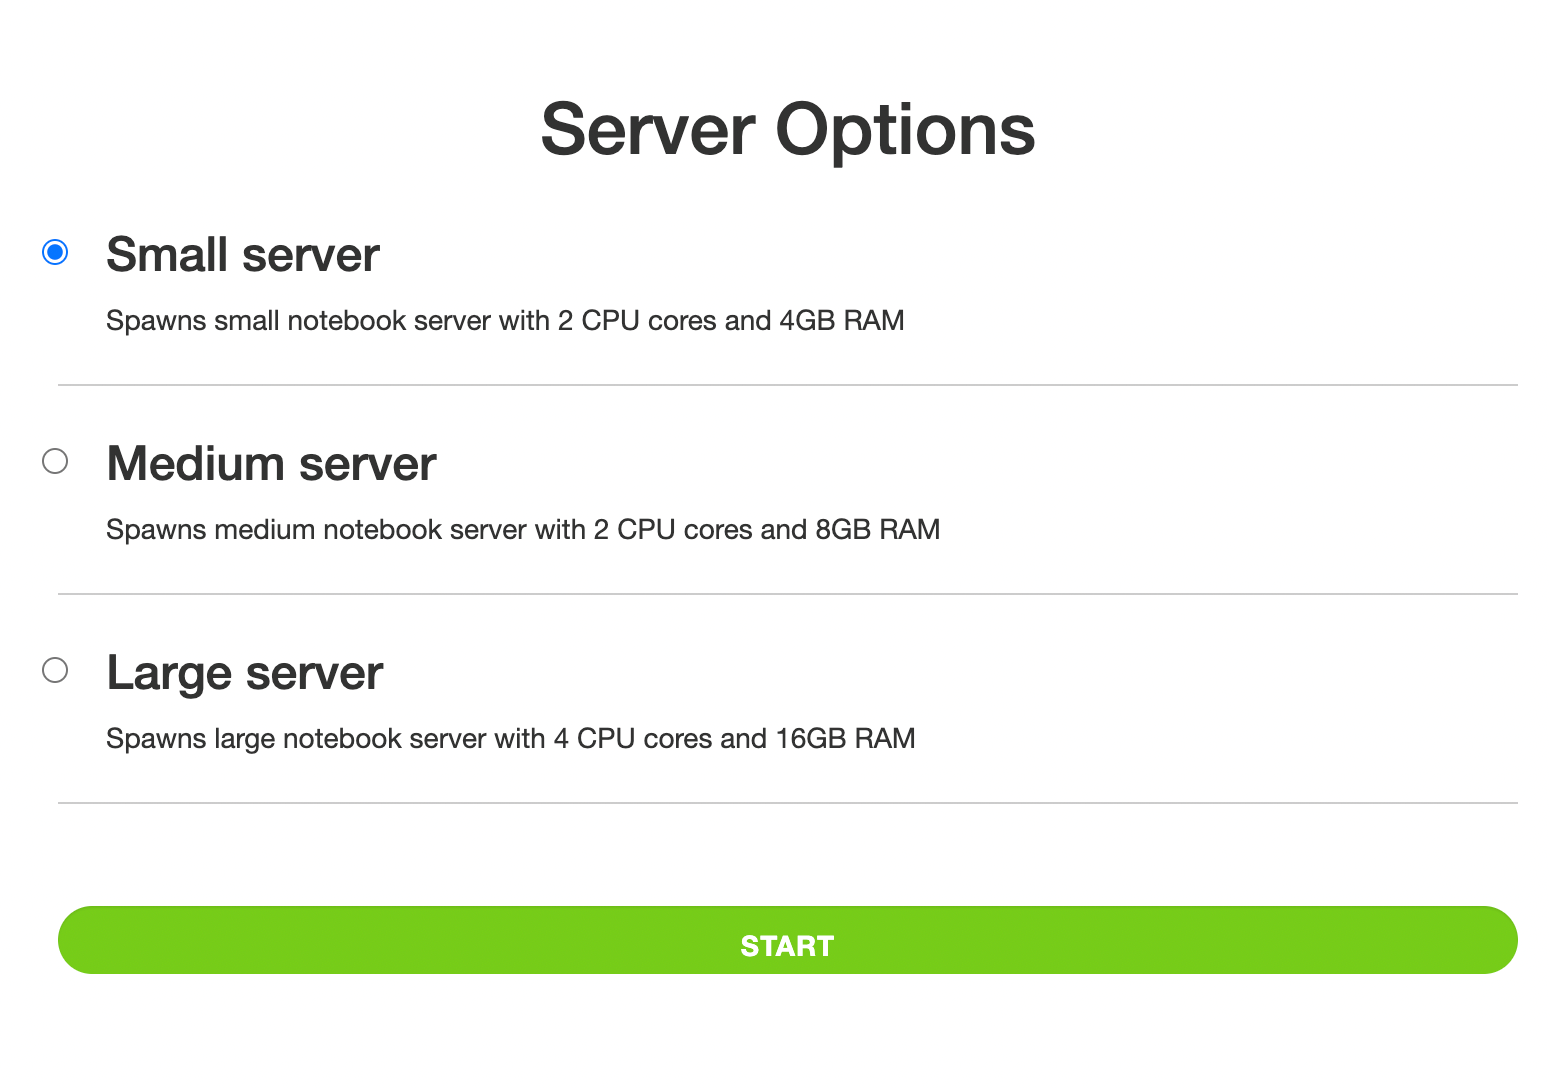 Server Options
Small server
Spawns small notebook server with 2 CPU cores and 4GB RAM
Medium server
Spawns medium notebook server with 2 CPU cores and 8GB RAM
Large server
Spawns large notebook server with 4 CPU cores and 16GB RAM
START